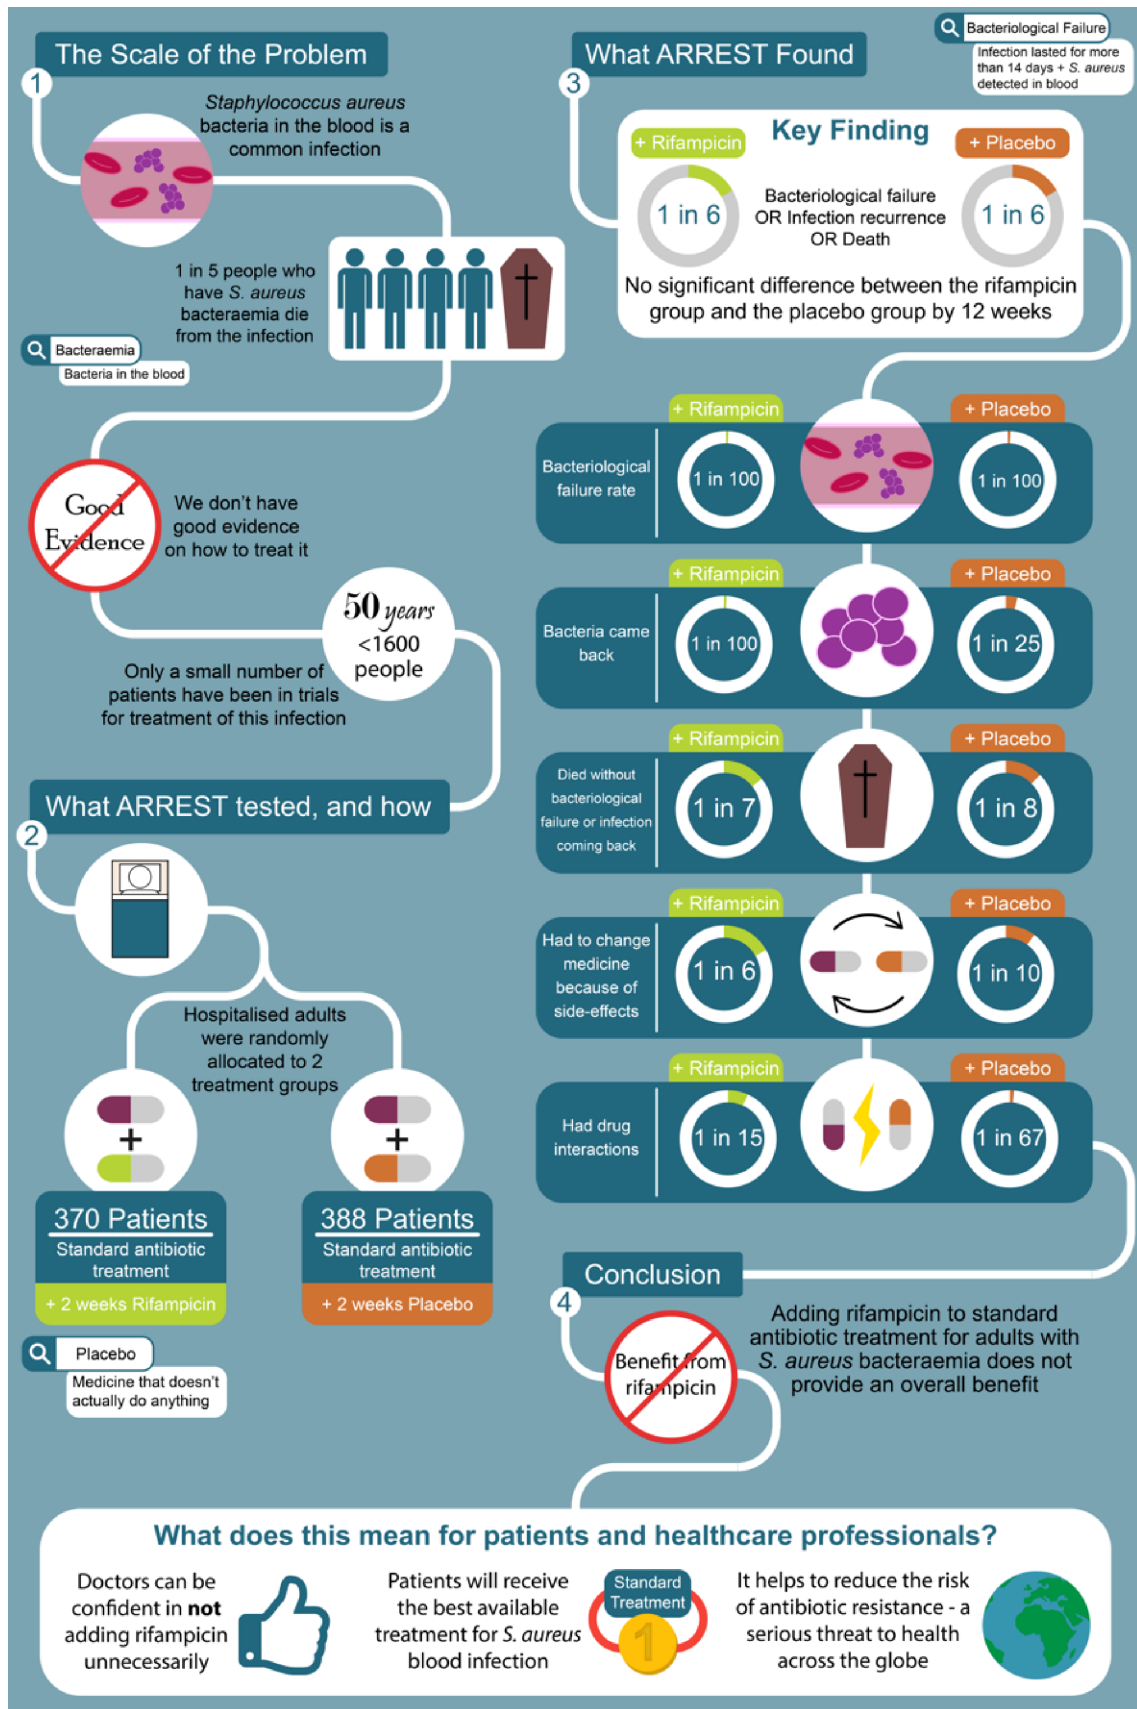 The Scale of the Problem
1
Staphylococcus aureus
bacteria in the blood is a
common infection
1 in 5 people who
have S. aureus
bacteraemia die
from the infection
Bacteraemia
Bacteria in the blood
Good
Evidence
We don't have
good evidence
on how to treat it
50 years
<1600
people
Only a small number of
patients have been in trials
for treatment of this infection
What ARREST tested, and how
2
Hospitalised adults
were randomly
allocated to 2
treatment groups
+
370 Patients
Standard antibiotic
treatment
+ 2 weeks Rifampicin
+
388 Patients
Standard antibiotic
treatment
+ 2 weeks Placebo
Placebo
Medicine that doesn't
actually do anything
What ARREST Found
3
Bacteriological Failure
Infection lasted for more
than 14 days + S. aureus
detected in blood
Key Finding
+ Rifampicin
1 in 6
Bacteriological failure
OR Infection recurrence
OR Death
+ Placebo
1 in 6
No significant difference between the rifampicin
group and the placebo group by 12 weeks
+ Rifampicin
+ Placebo
Bacteriological
failure rate
1 in 100
1 in 100
+ Rifampicin
+ Placebo
Bacteria came
back
1 in 100
1 in 25
+ Rifampicin
+ Placebo
Died without
bacteriological
failure or infection
coming back
1 in 7
1 in 8
+ Rifampicin
+ Placebo
Had to change
medicine
because of
side-effects
1 in 6
1 in 10
+ Rifampicin
+ Placebo
Had drug
interactions
1 in 15
1 in 67
Conclusion
4
Benefit from
rifampicin
Adding rifampicin to standard
antibiotic treatment for adults with
S. aureus bacteraemia does not
provide an overall benefit
What does this mean for patients and healthcare professionals?
Doctors can be
confident in not
adding rifampicin
unnecessarily
Patients will receive
the best available
treatment for S. aureus
blood infection
Standard
Treatment
1
It helps to reduce the risk
of antibiotic resistance - a
serious threat to health
across the globe